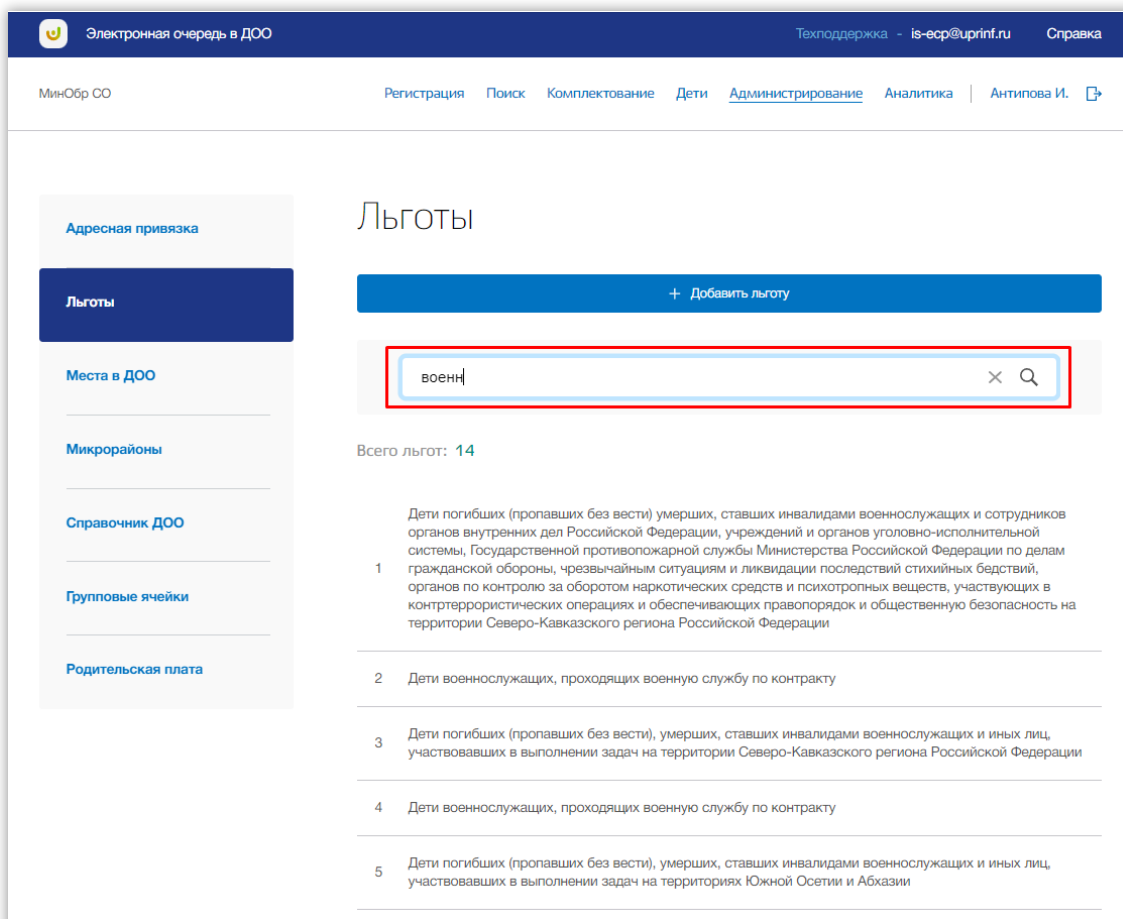 Электронная очередь в ДОО
Техподдержка - is-ecp@uprinf.ru Справка
МинОбр СО
Регистрация Поиск Комплектование Дети Администрирование Аналитика Антипова И.
Адресная привязка
Льготы
Места в ДОО
Микрорайоны
Справочник ДОО
Групповые ячейки
Родительская плата
Льготы
+ Добавить льготу
военн
Всего льгот: 14
1
Дети погибших (пропавших без вести) умерших, ставших инвалидами военнослужащих и сотрудников
органов внутренних дел Российской Федерации, учреждений и органов уголовно-исполнительной
системы, Государственной противопожарной службы Министерства Российской Федерации по делам
гражданской обороны, чрезвычайным ситуациям и ликвидации последствий стихийных бедствий,
органов по контролю за оборотом наркотических средств и психотропных веществ, участвующих в
контртеррористических операциях и обеспечивающих правопорядок и общественную безопасность на
территории Северо-Кавказского региона Российской Федерации
2 Дети военнослужащих, проходящих военную службу по контракту
3
Дети погибших (пропавших без вести), умерших, ставших инвалидами военнослужащих и иных лиц,
участвовавших в выполнении задач на территории Северо-Кавказского региона Российской Федерации
4 Дети военнослужащих, проходящих военную службу по контракту
5
Дети погибших (пропавших без вести), умерших, ставших инвалидами военнослужащих и иных лиц,
участвовавших в выполнении задач на территориях Южной Осетии и Абхазии